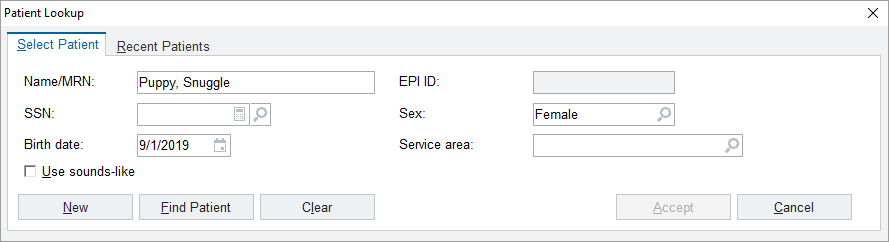 Patient Lookup
Select Patient Recent Patients
Name/MRN: Puppy, Snuggle EPI ID:
SSN: Sex: Female
Birth date: 9/1/2019 Service area:
Use sounds-like
New Find Patient Clear Accept Cancel